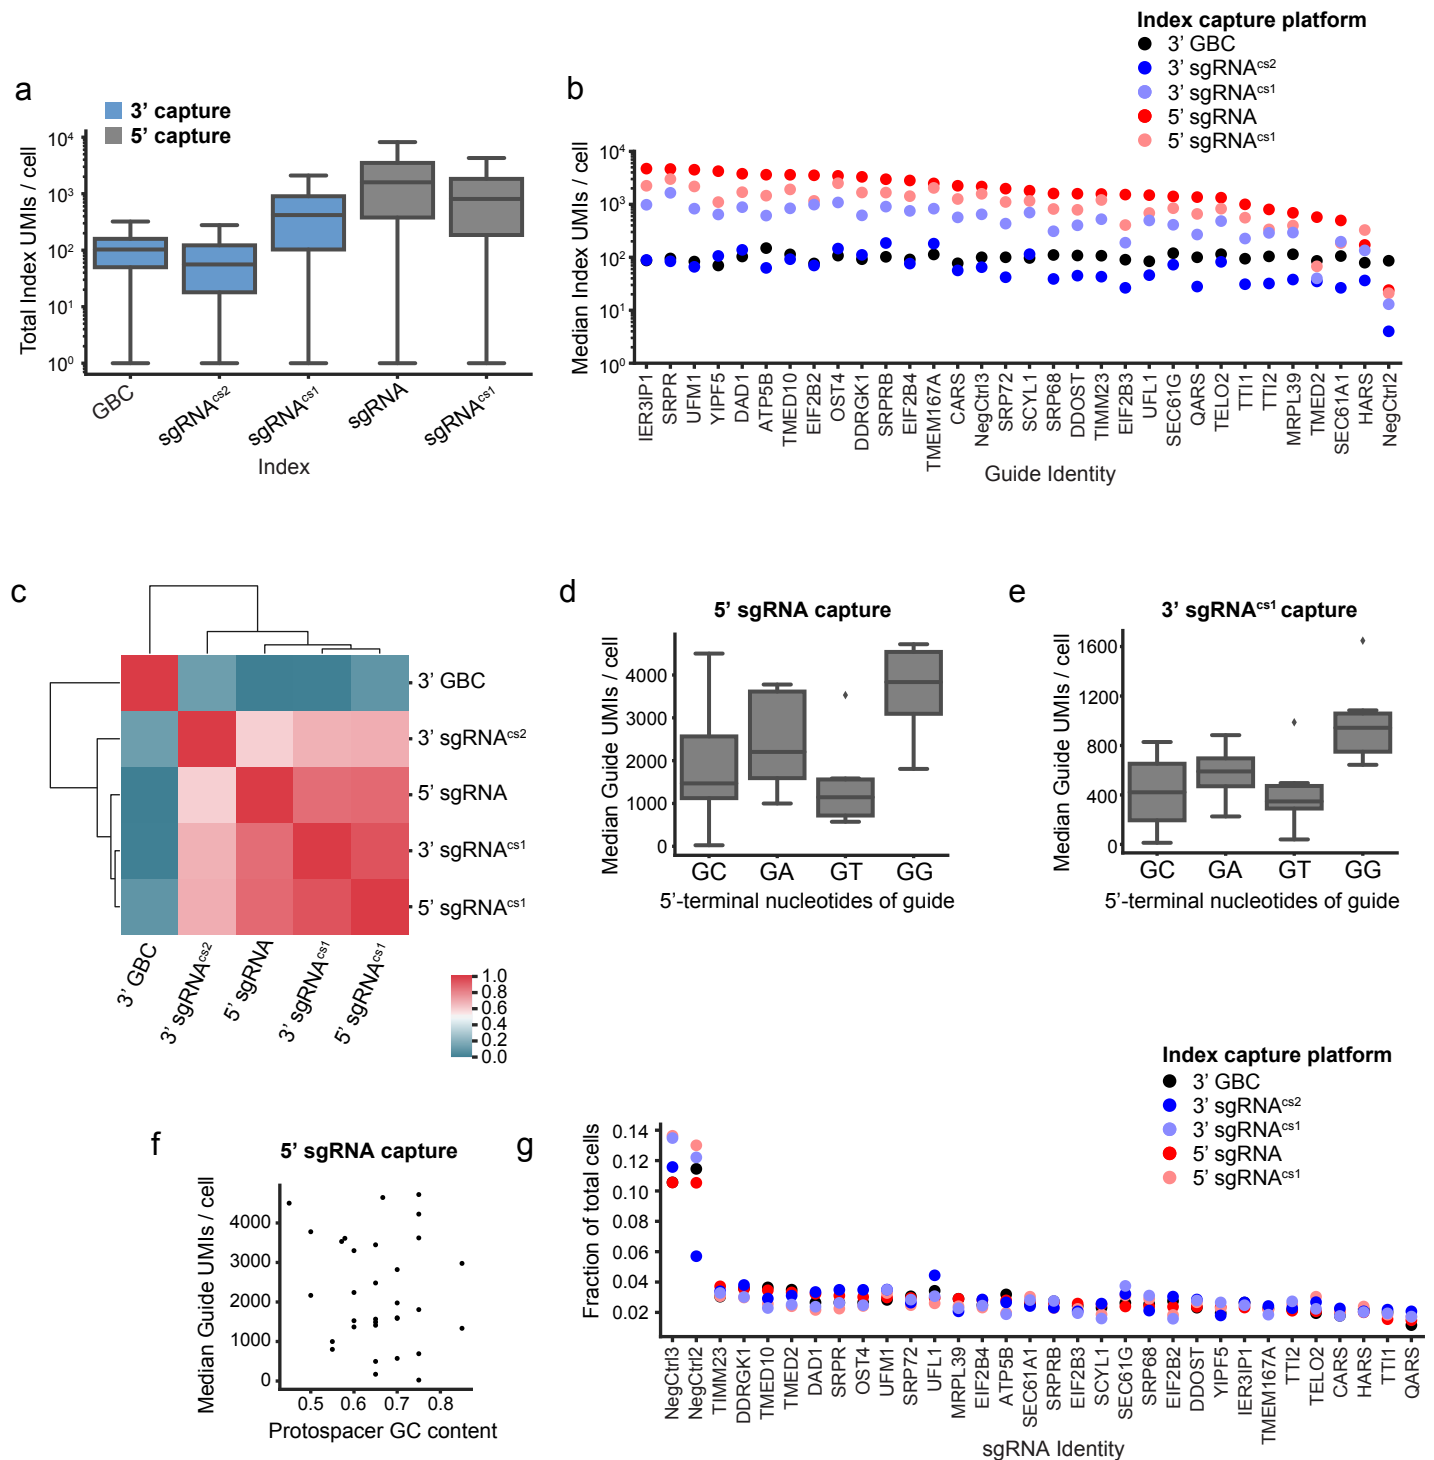 a
3’ capture
5’ capture
Total Index UMIs / cell
10⁴
10³
10²
10¹
10⁰
GBC
sgRNAcs2
sgRNAcs1
sgRNA
sgRNAcs1
Index
b
Index capture platform
3’ GBC
3’ sgRNAcs2
3’ sgRNAcs1
5’ sgRNA
5’ sgRNAcs1
Median Index UMIs / cell
10⁴
10³
10²
10¹
10⁰
IER3IP1
SRPR
UFM1
YIPF5
DAD1
ATP5B
TMED10
EIF2B2
OST4
DDRGK1
SRPRB
EIF2B4
TMEM167A
CARS
NegCtrl3
SRP72
SCYL1
SRP68
DDOST
TIMM23
EIF2B3
UFL1
SEC61G
QARS
TELO2
TTI1
TTI2
MRPL39
TMED2
SEC61A1
HARS
NegCtrl2
Guide Identity
c
3’ GBC
3’ sgRNAcs2
5’ sgRNA
3’ sgRNAcs1
5’ sgRNAcs1
3’ GBC
3’ sgRNAcs2
5’ sgRNA
3’ sgRNAcs1
5’ sgRNAcs1
1.0
0.8
0.6
0.4
0.2
0.0
d
5’ sgRNA capture
Median Guide UMIs / cell
4000
3000
2000
1000
0
GC GA GT GG
5’-terminal nucleotides of guide
e
3’ sgRNAcs1 capture
Median Guide UMIs / cell
1600
1200
800
400
0
GC GA GT GG
5’-terminal nucleotides of guide
f
5’ sgRNA capture
Median Guide UMIs / cell
4000
3000
2000
1000
0
0.5 0.6 0.7 0.8
Protospacer GC content
g
Index capture platform
3’ GBC
3’ sgRNAcs2
3’ sgRNAcs1
5’ sgRNA
5’ sgRNAcs1
Fraction of total cells
0.14
0.12
0.10
0.08
0.06
0.04
0.02
NegCtrl3
NegCtrl2
TIMM23
DDRGK1
TMED10
TMED2
DAD1
SRPR
OST4
UFM1
SRP72
UFL1
MRPL39
EIF2B4
ATP5B
SEC61A1
SRPRB
EIF2B3
SCYL1
SEC61G
SRP68
EIF2B2
DDOST
YIPF5
IER3IP1
TMEM167A
TTI2
TELO2
CARS
HARS
TTI1
QARS
sgRNA Identity